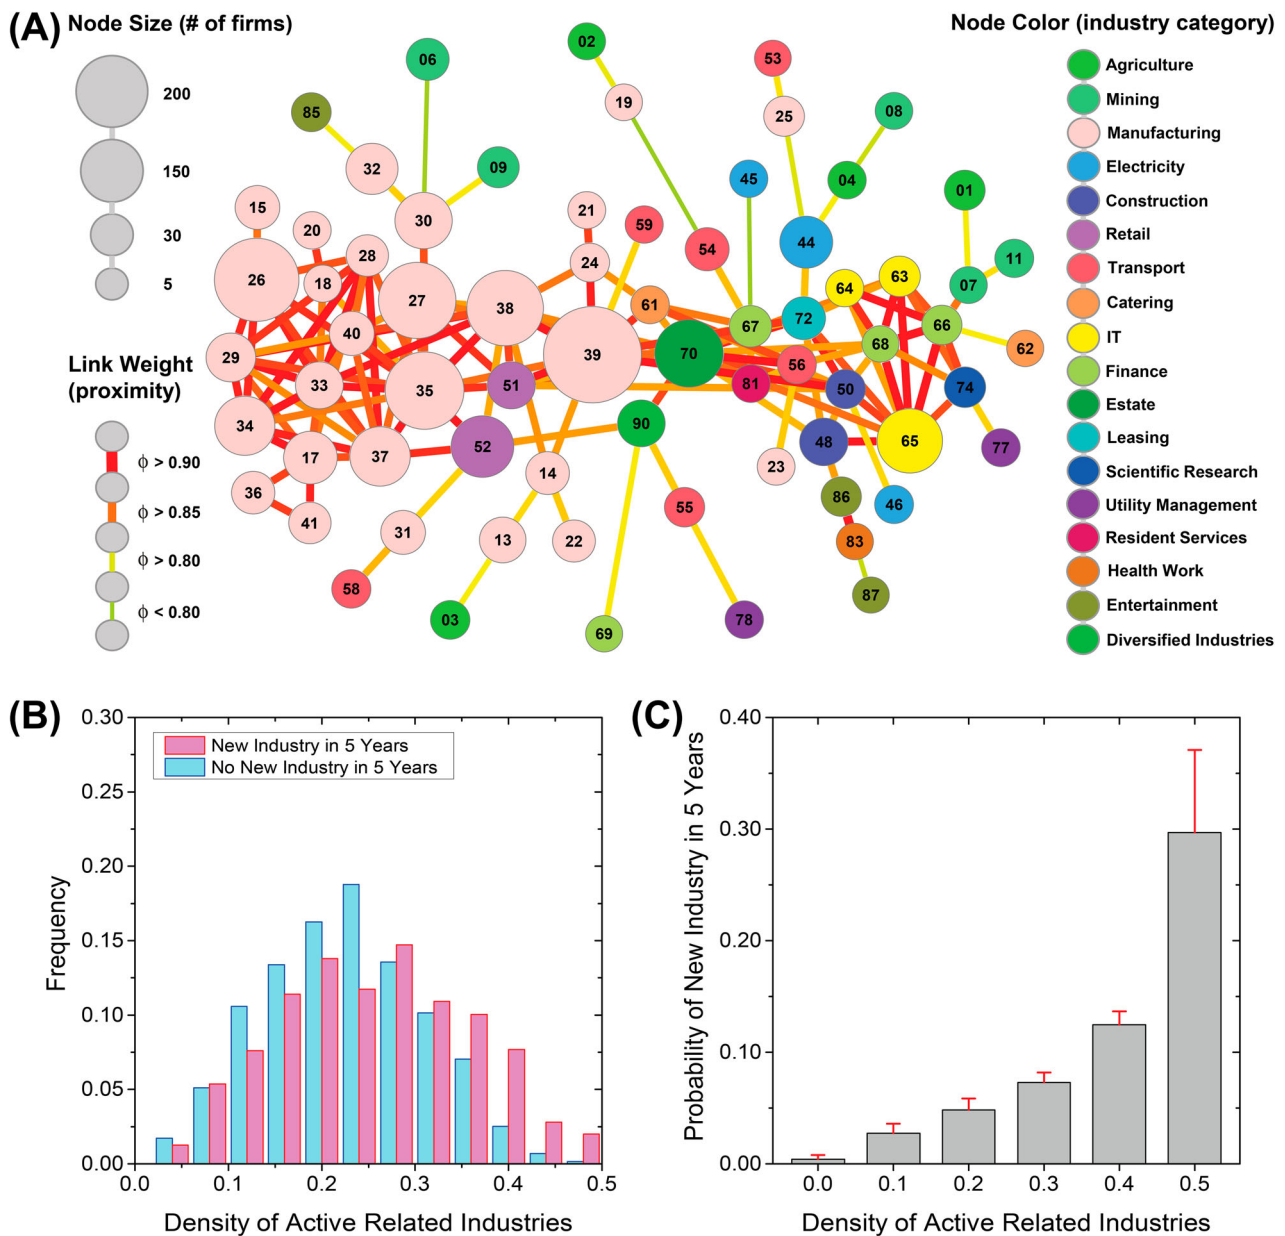 (A) Node Size (# of firms)
200
150
30
5
Link Weight
(proximity)
ϕ > 0.90
ϕ > 0.85
ϕ > 0.80
ϕ < 0.80
Node Color (industry category)
Agriculture
Mining
Manufacturing
Electricity
Construction
Retail
Transport
Catering
IT
Finance
Estate
Leasing
Scientific Research
Utility Management
Resident Services
Health Work
Entertainment
Diversified Industries
02
06
53
19
85
25
08
32
09
45
04
01
15
20
21
59
30
54
44
11
28
24
26
18
27
38
61
64
63
07
40
67
72
66
29
39
70
68
62
33
35
51
56
81
50
74
34
90
17
37
52
48
65
77
36
14
23
41
31
13
22
55
86
46
83
58
03
69
78
87
(B)
0.30
0.25
0.20
0.15
0.10
0.05
0.00
Frequency
New Industry in 5 Years
No New Industry in 5 Years
0.0 0.1 0.2 0.3 0.4 0.5
Density of Active Related Industries
(C)
0.40
0.30
0.20
0.10
0.00
Probability of New Industry in 5 Years
0.0 0.1 0.2 0.3 0.4 0.5
Density of Active Related Industries